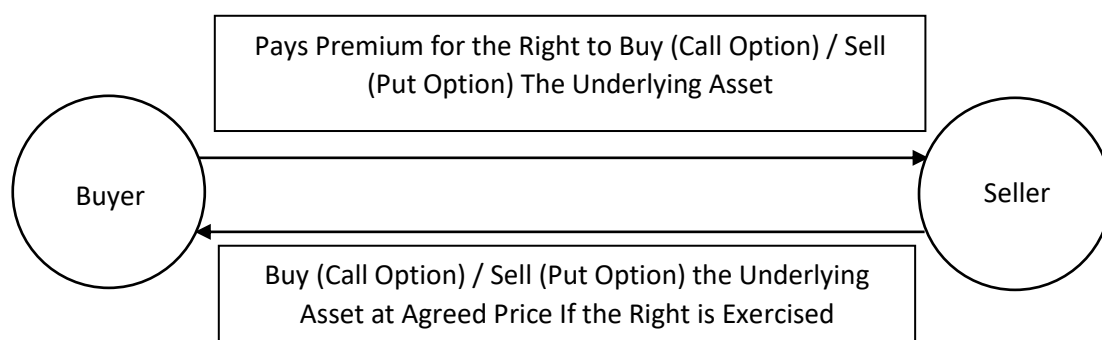 Pays Premium for the Right to Buy (Call Option) / Sell
(Put Option) The Underlying Asset
Buyer
Seller
Buy (Call Option) / Sell (Put Option) the Underlying
Asset at Agreed Price If the Right is Exercised